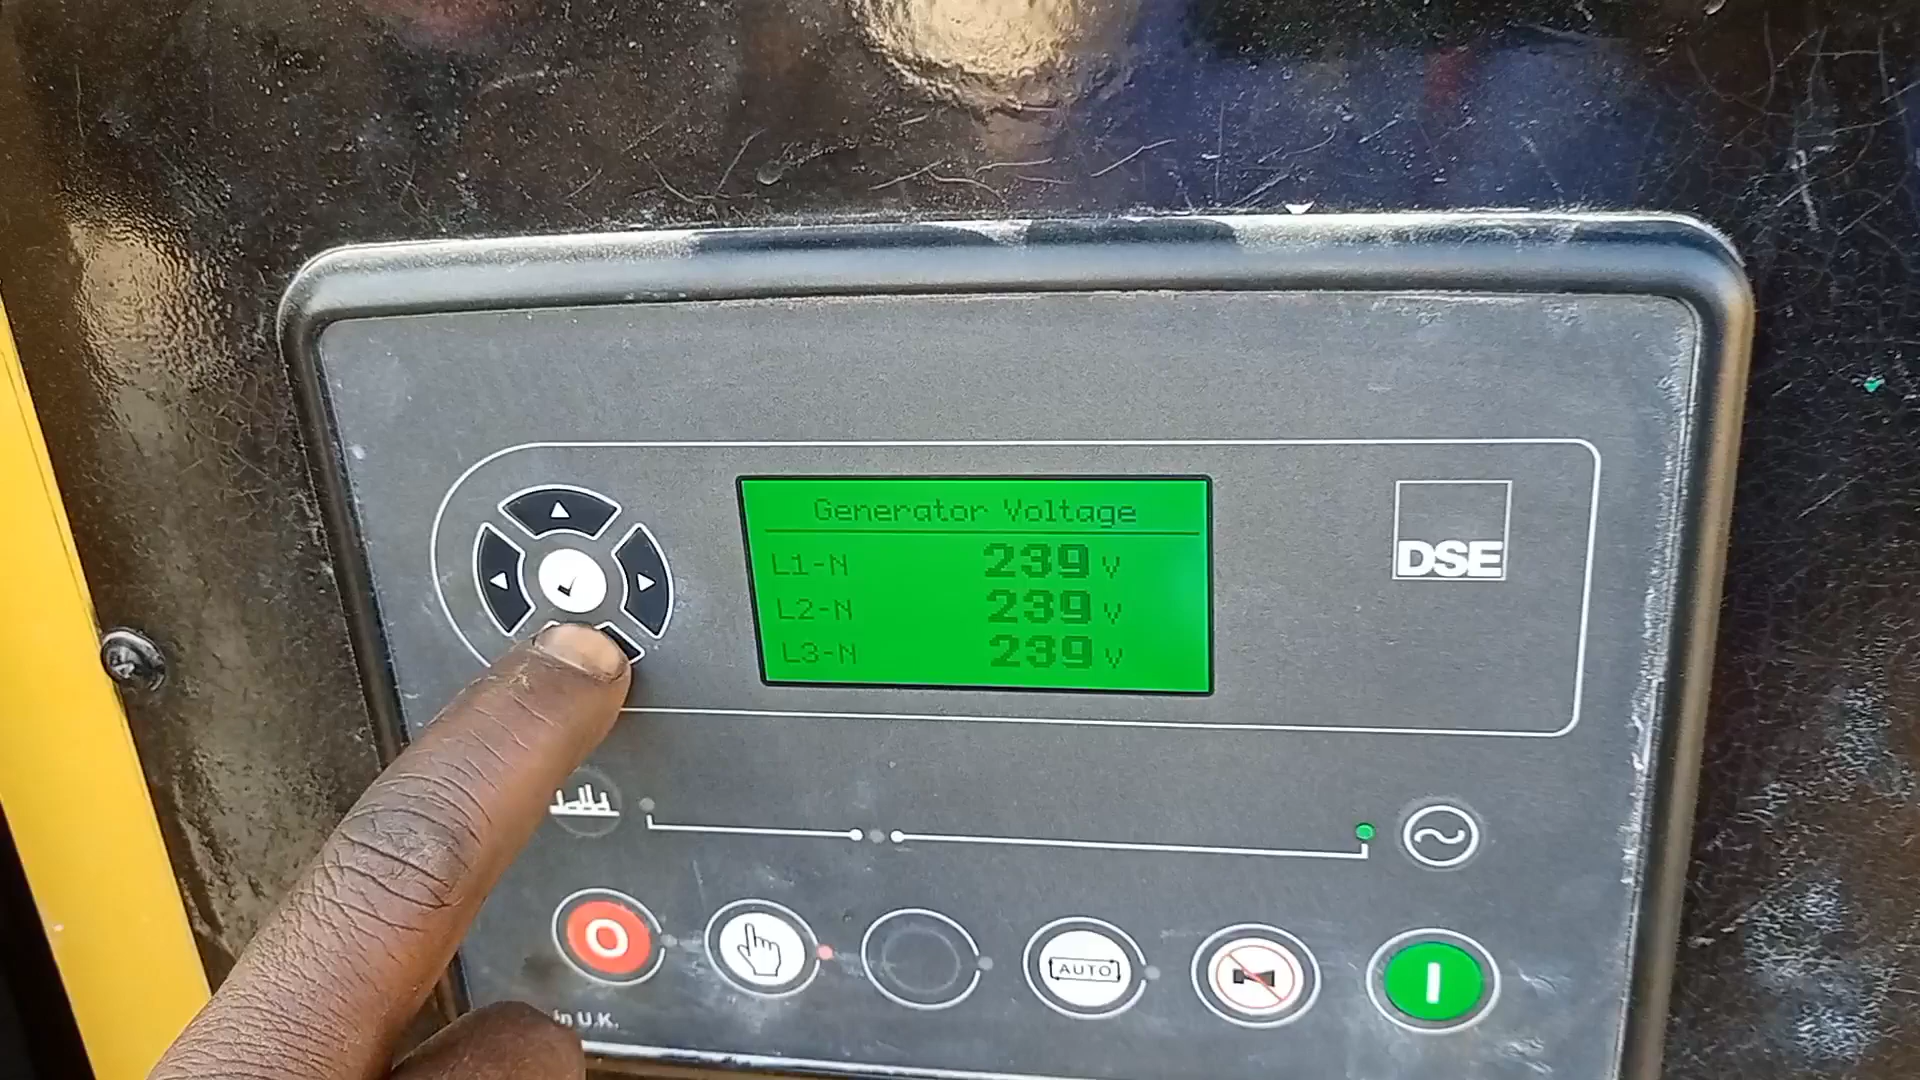 Generator Voltage
L1-N 239 V
L2-N 239 V
L3-N 239 V
DSE
AUTO
in U.K.